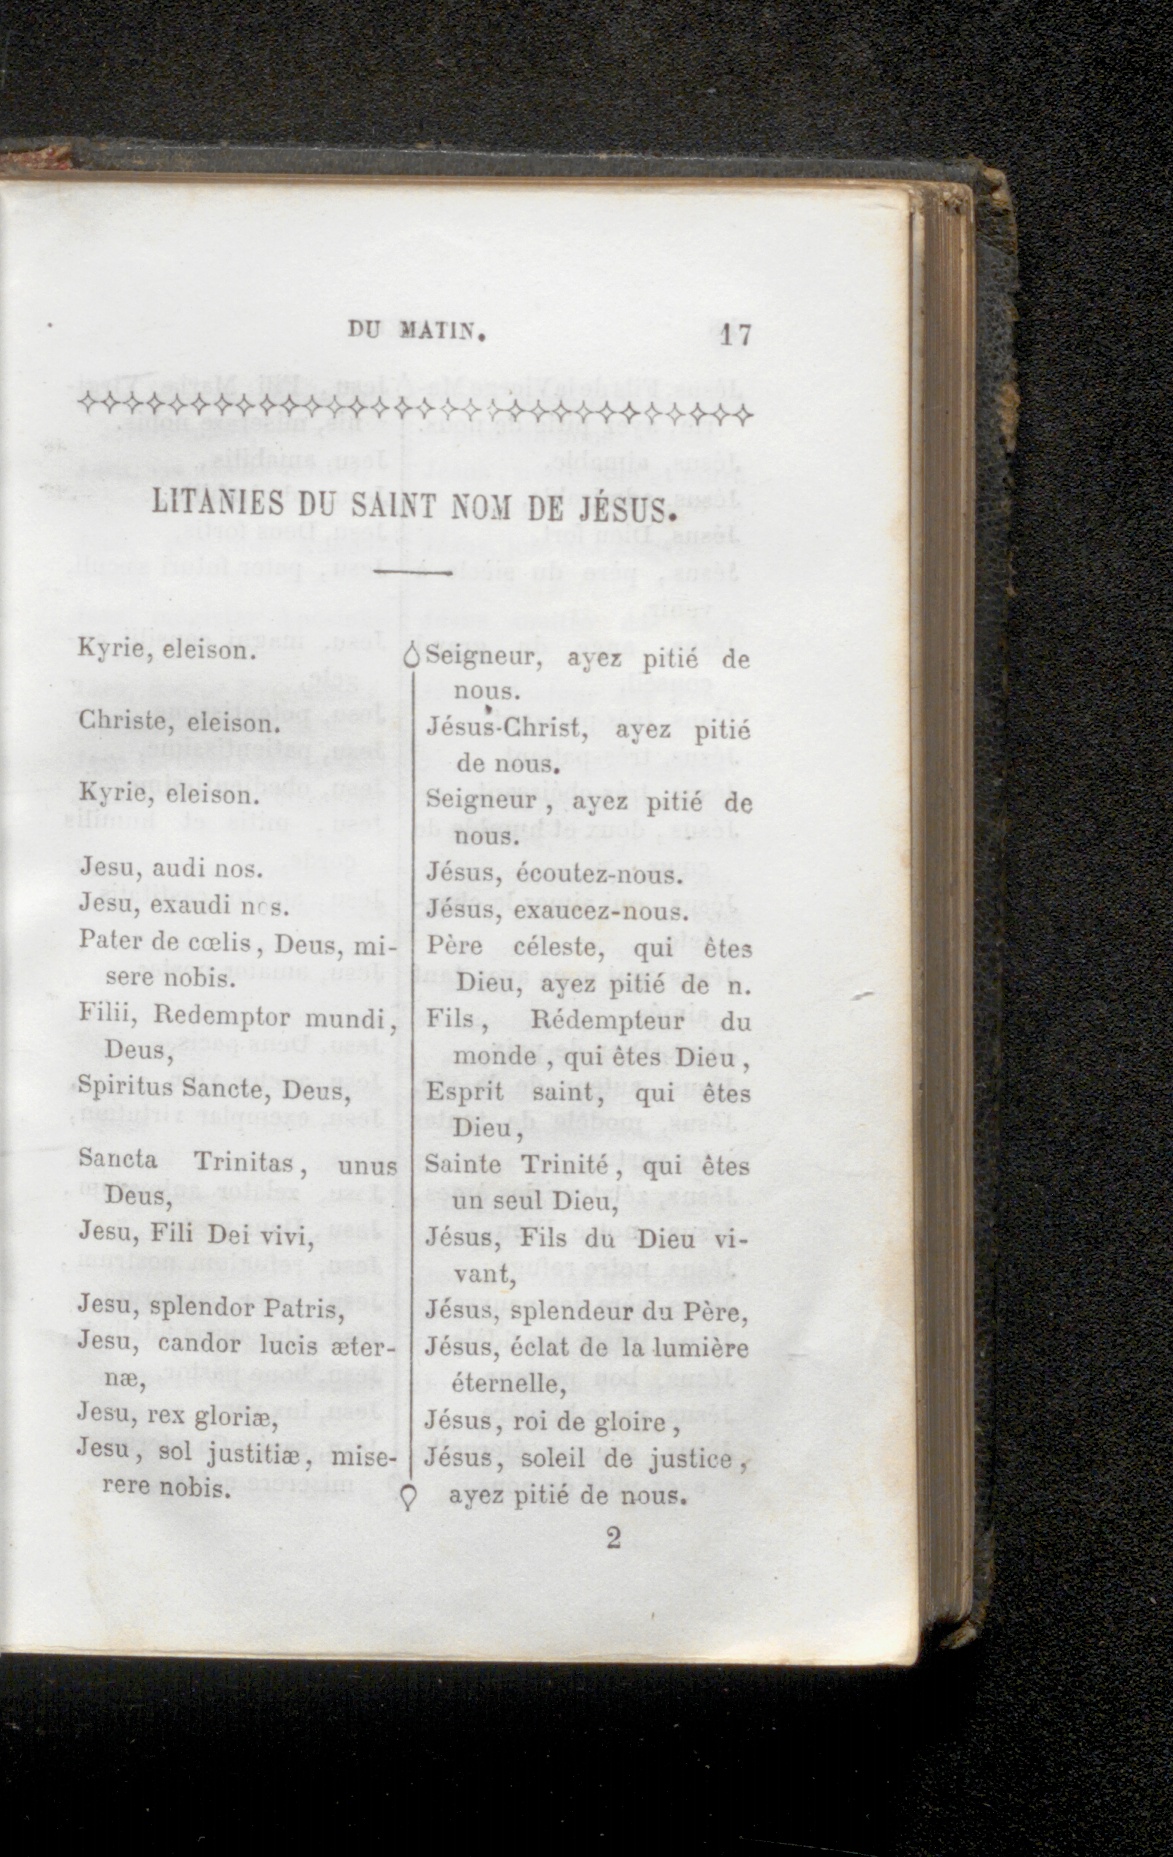 DU MATIN. 17
LITANIES DU SAINT NOM DE JÉSUS.
Kyrie, eleison.
Christe, eleison.
Kyrie, eleison.
Jesu, audi nos.
Jesu, exaudi nos.
Pater de cœlis, Deus, mi-
sere nobis.
Filii, Redemptor mundi,
Deus,
Spiritus Sancte, Deus,
Sancta Trinitas, unus
Deus,
Jesu, Fili Dei vivi,
Jesu, splendor Patris,
Jesu, candor lucis æter-
næ,
Jesu, rex gloriæ,
Jesu, sol justitiæ, mise-
rere nobis.
Seigneur, ayez pitié de
nous.
Jésus-Christ, ayez pitié
de nous.
Seigneur, ayez pitié de
nous.
Jésus, écoutez-nous.
Jésus, exaucez-nous.
Père céleste, qui êtes
Dieu, ayez pitié de n.
Fils, Rédempteur du
monde, qui êtes Dieu,
Esprit saint, qui êtes
Dieu,
Sainte Trinité, qui êtes
un seul Dieu,
Jésus, Fils du Dieu vi-
vant,
Jésus, splendeur du Père,
Jésus, éclat de la lumière
éternelle,
Jésus, roi de gloire,
Jésus, soleil de justice,
ayez pitié de nous.
2